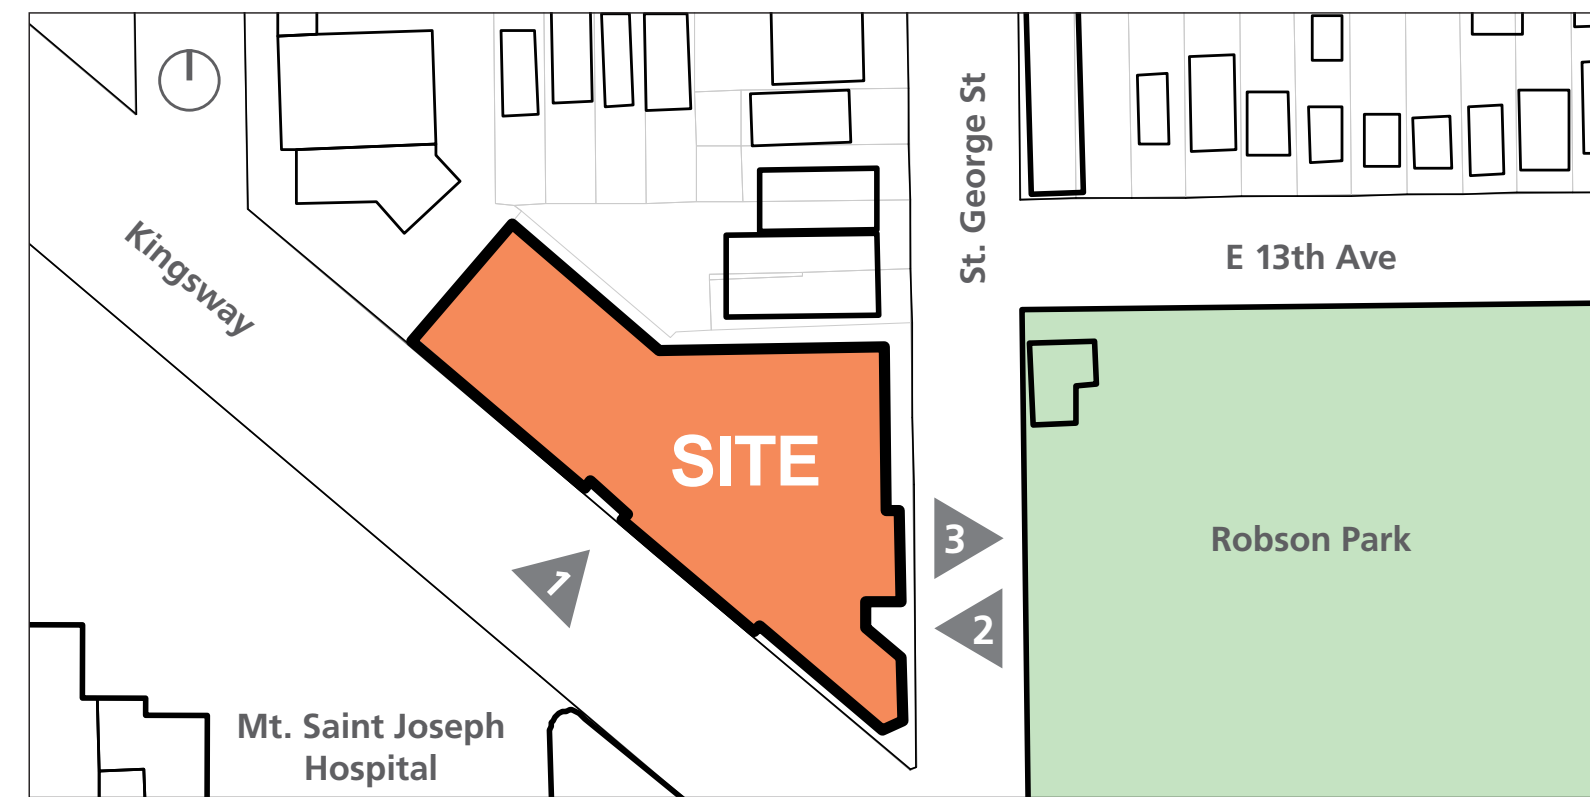 St. George St
Kingsway
E 13th Ave
SITE
3
Robson Park
1
2
Mt. Saint Joseph
Hospital